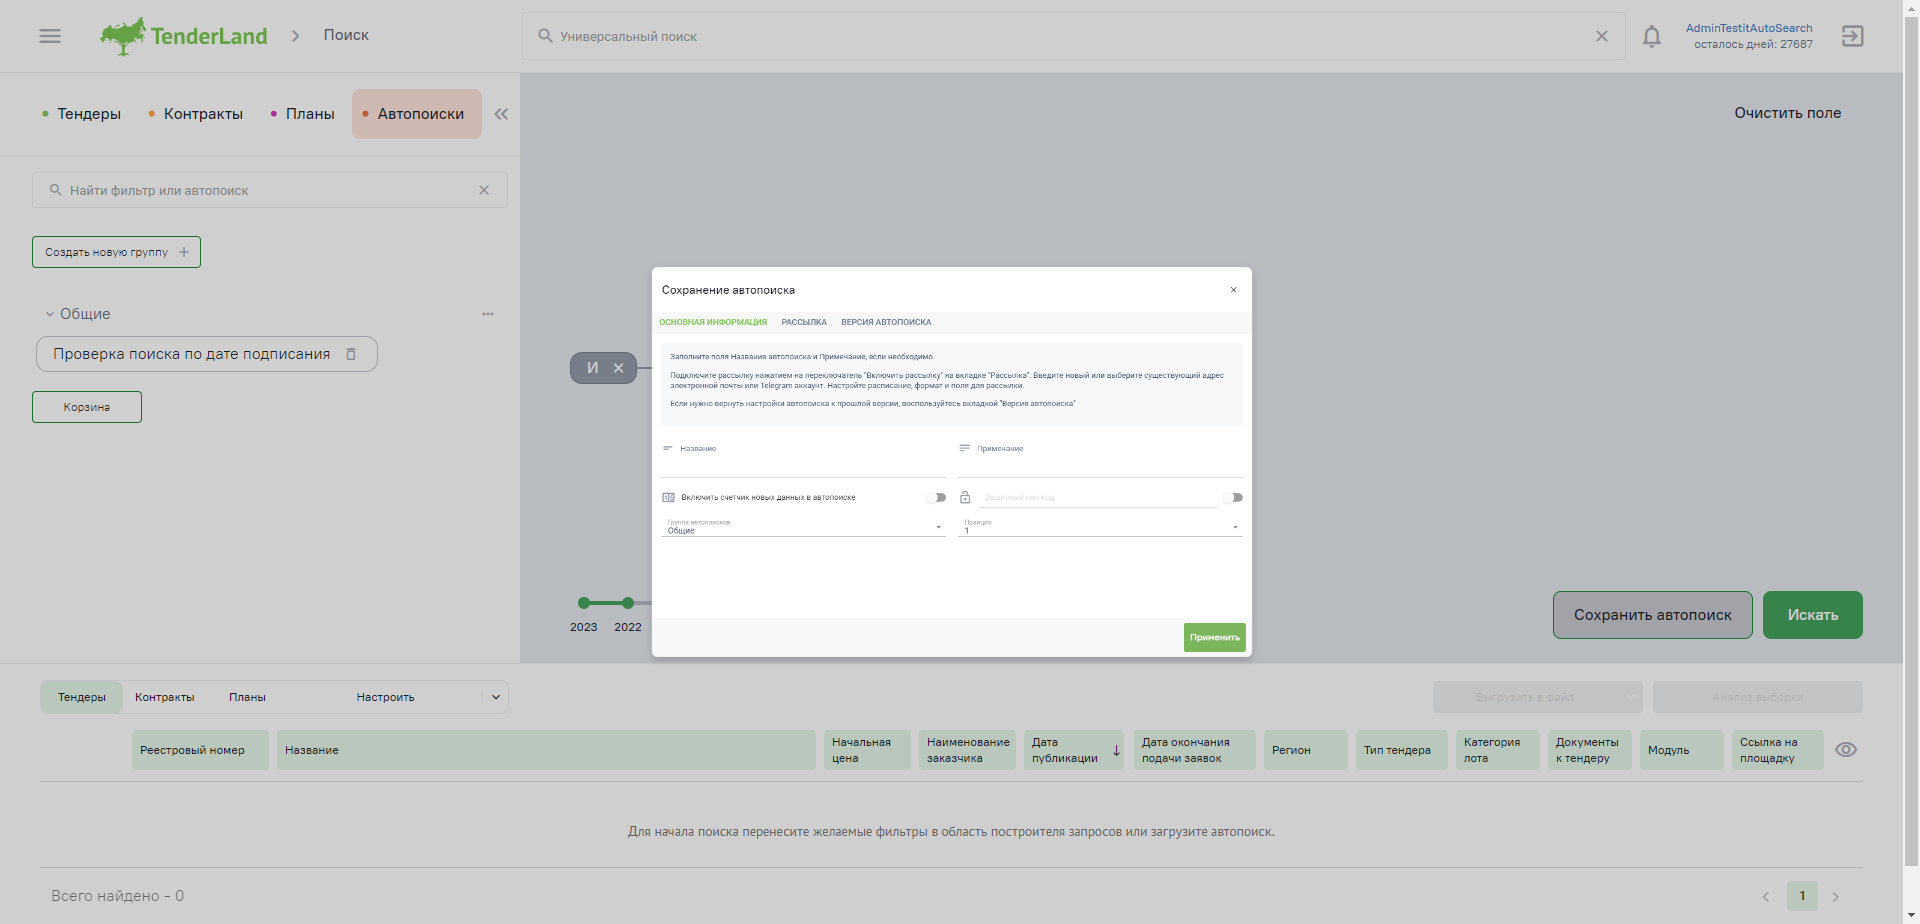 TenderLand
Поиск
Универсальный поиск
AdminTestitAutoSearch
осталось дней: 27687
Тендеры
Контракты
Планы
Автопоиски
Очистить поле
Найти фильтр или автопоиск
Создать новую группу
Общие
Проверка поиска по дате подписания
Корзина
И
2023
2022
Сохранение автопоиска
ОСНОВНАЯ ИНФОРМАЦИЯ
РАССЫЛКА
ВЕРСИЯ АВТОПОИСКА
Заполните поля Название автопоиска и Примечание, если необходимо.
Подключите рассылку нажатием на переключатель "Включить рассылку" на вкладке "Рассылка". Введите новый или выберите существующий адрес
электронной почты или Telegram аккаунт. Настройте расписание, формат и поля для рассылки.
Если нужно вернуть настройки автопоиска к прошлой версии, воспользуйтесь вкладкой "Версия автопоиска"
Название
Примечание
Включить счетчик новых данных в автопоиске
Защитный пин-код
Группа автопоисков
Общие
Позиция
1
Применить
Сохранить автопоиск
Искать
Тендеры
Контракты
Планы
Настроить
Выгрузить в файл
Анализ выборки
Реестровый номер
Название
Начальная
цена
Наименование
заказчика
Дата
публикации
Дата окончания
подачи заявок
Регион
Тип тендера
Категория
лота
Документы
к тендеру
Модуль
Ссылка на
площадку
Для начала поиска перенесите желаемые фильтры в область построителя запросов или загрузите автопоиск.
Всего найдено - 0
1